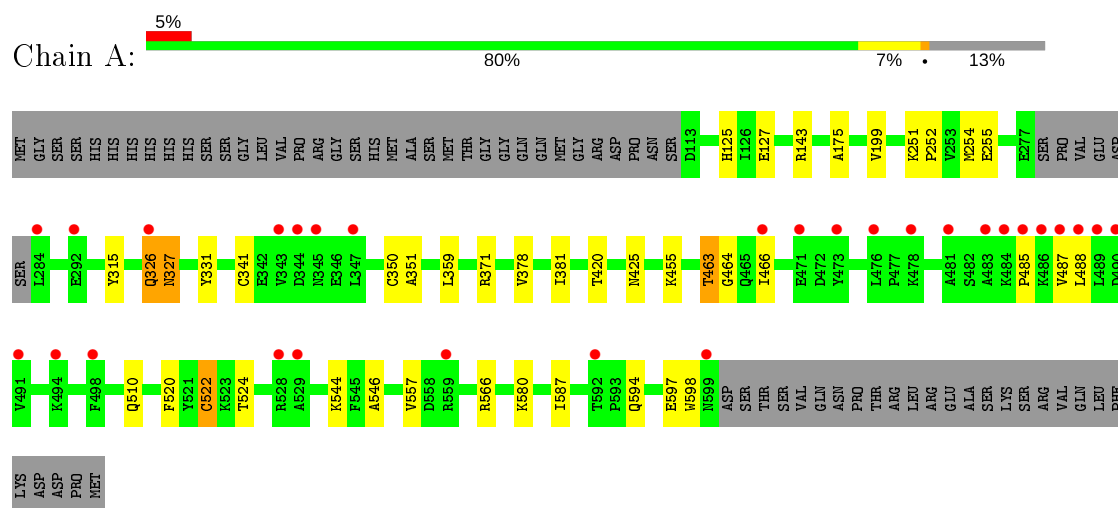 5%
Chain A:
80% 7% • 13%
MET GLY SER SER HIS HIS HIS HIS HIS HIS SER SER GLY LEU VAL PRO ARG GLY SER HIS MET ALA SER MET THR GLY GLY GLN GLN MET GLY ARG ASP PRO ASN SER D113 H125 I126 E127 R143 A175 V199 K251 P252 V253 M254 E255 E277 SER PRO VAL GLU ASP
SER L284 E292 Y315 Q326 N327 Y331 C341 E342 V343 D344 N345 E346 L347 C350 A351 L359 R371 V378 I381 T420 N425 K455 T463 G464 Q465 I466 E471 D472 Y473 L476 P477 K478 A481 S482 A483 K484 P485 K486 V487 L488 L489 D490
V491 K494 F498 Q510 F520 Y521 C522 K523 T524 R528 A529 K544 F545 A546 V557 D558 R559 R566 K580 I587 T592 P593 Q594 E597 W598 N599 ASP SER THR SER VAL GLN ASN PRO THR ARG LEU ARG GLU ALA SER LYS SER ARG VAL GLN LEU PHE
LYS ASP ASP PRO MET